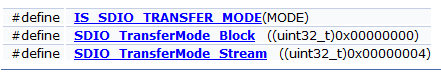 #define IS_SDIO_TRANSFER_MODE(MODE)
#define SDIO_TransferMode_Block ((uint32_t)0x00000000)
#define SDIO_TransferMode_Stream ((uint32_t)0x00000004)